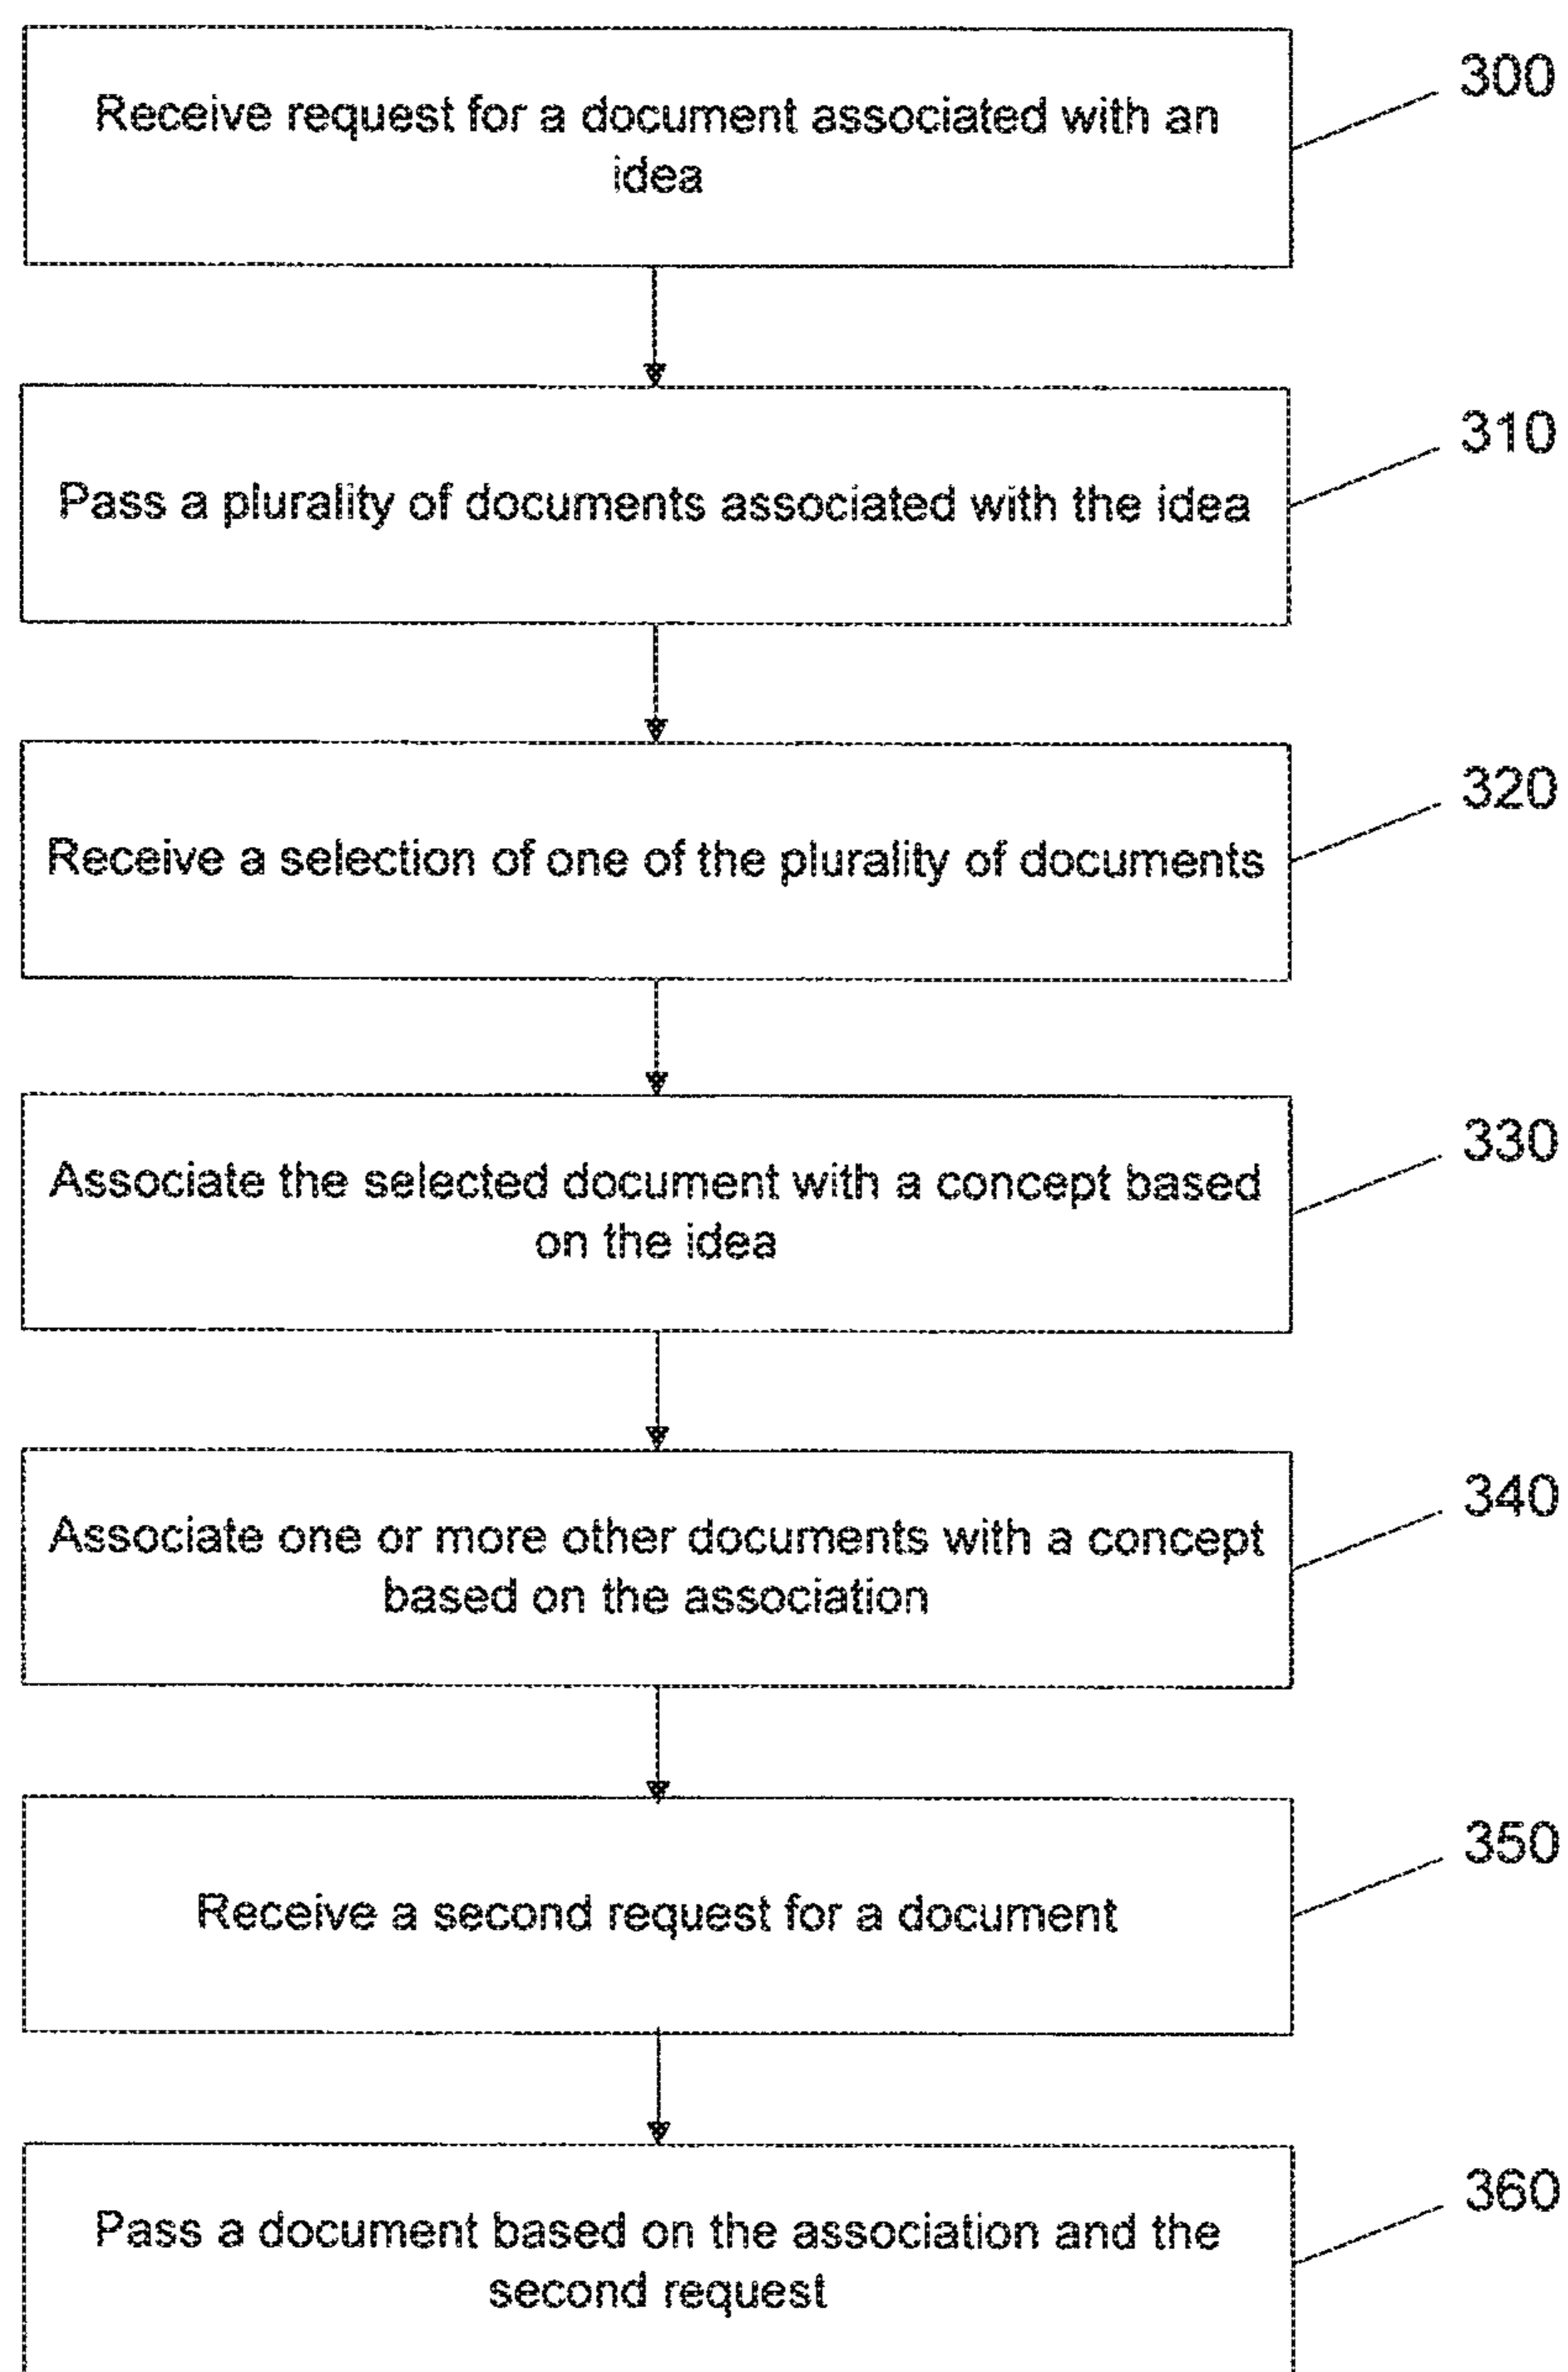 Receive request for a document associated with an
idea
300
Pass a plurality of documents associated with the idea
310
Receive a selection of one of the plurality of documents
320
Associate the selected document with a concept based
on the idea
330
Associate one or more other documents with a concept
based on the association
340
Receive a second request for a document
350
Pass a document based on the association and the
second request
360